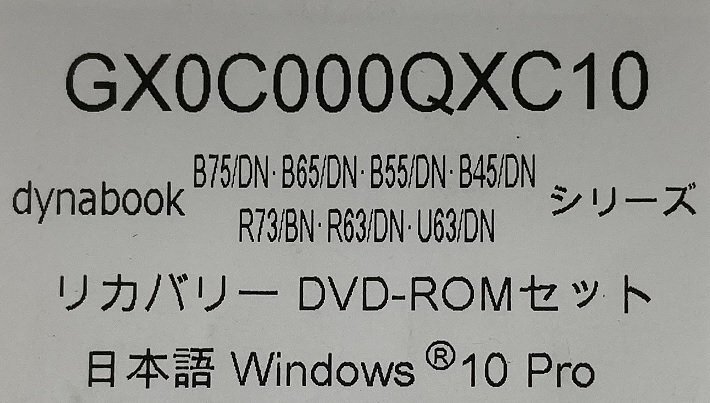 GX0C000QXC10
B75/DN･B65/DN･B55/DN･B45/DN
dynabook シリーズ
R73/BN･R63/DN･U63/DN
リカバリー DVD-ROMセット
日本語 Windows®10 Pro